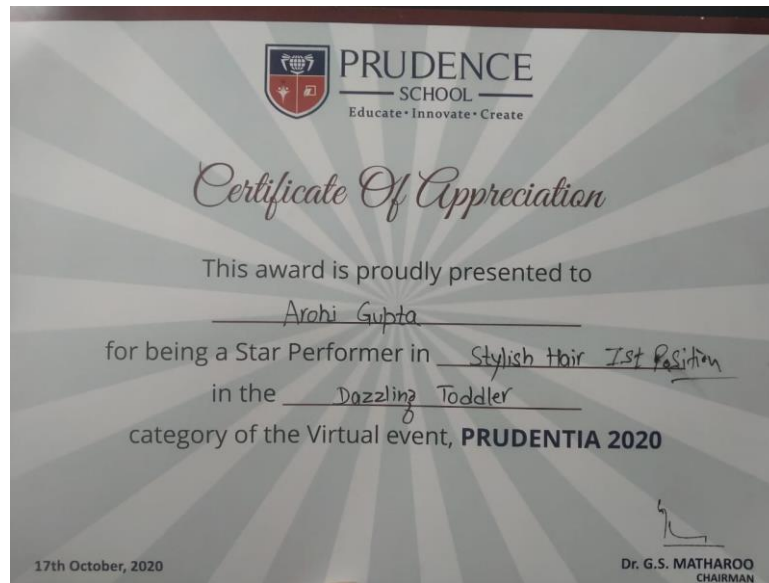 PRUDENCE
SCHOOL
Educate • Innovate • Create
Certificate Of Appreciation
This award is proudly presented to
Arohi Gupta
for being a Star Performer in Stylish Hair Ist Position
in the Dazzling Toddler
category of the Virtual event, PRUDENTIA 2020
17th October, 2020
Dr. G.S. MATHAROO
CHAIRMAN